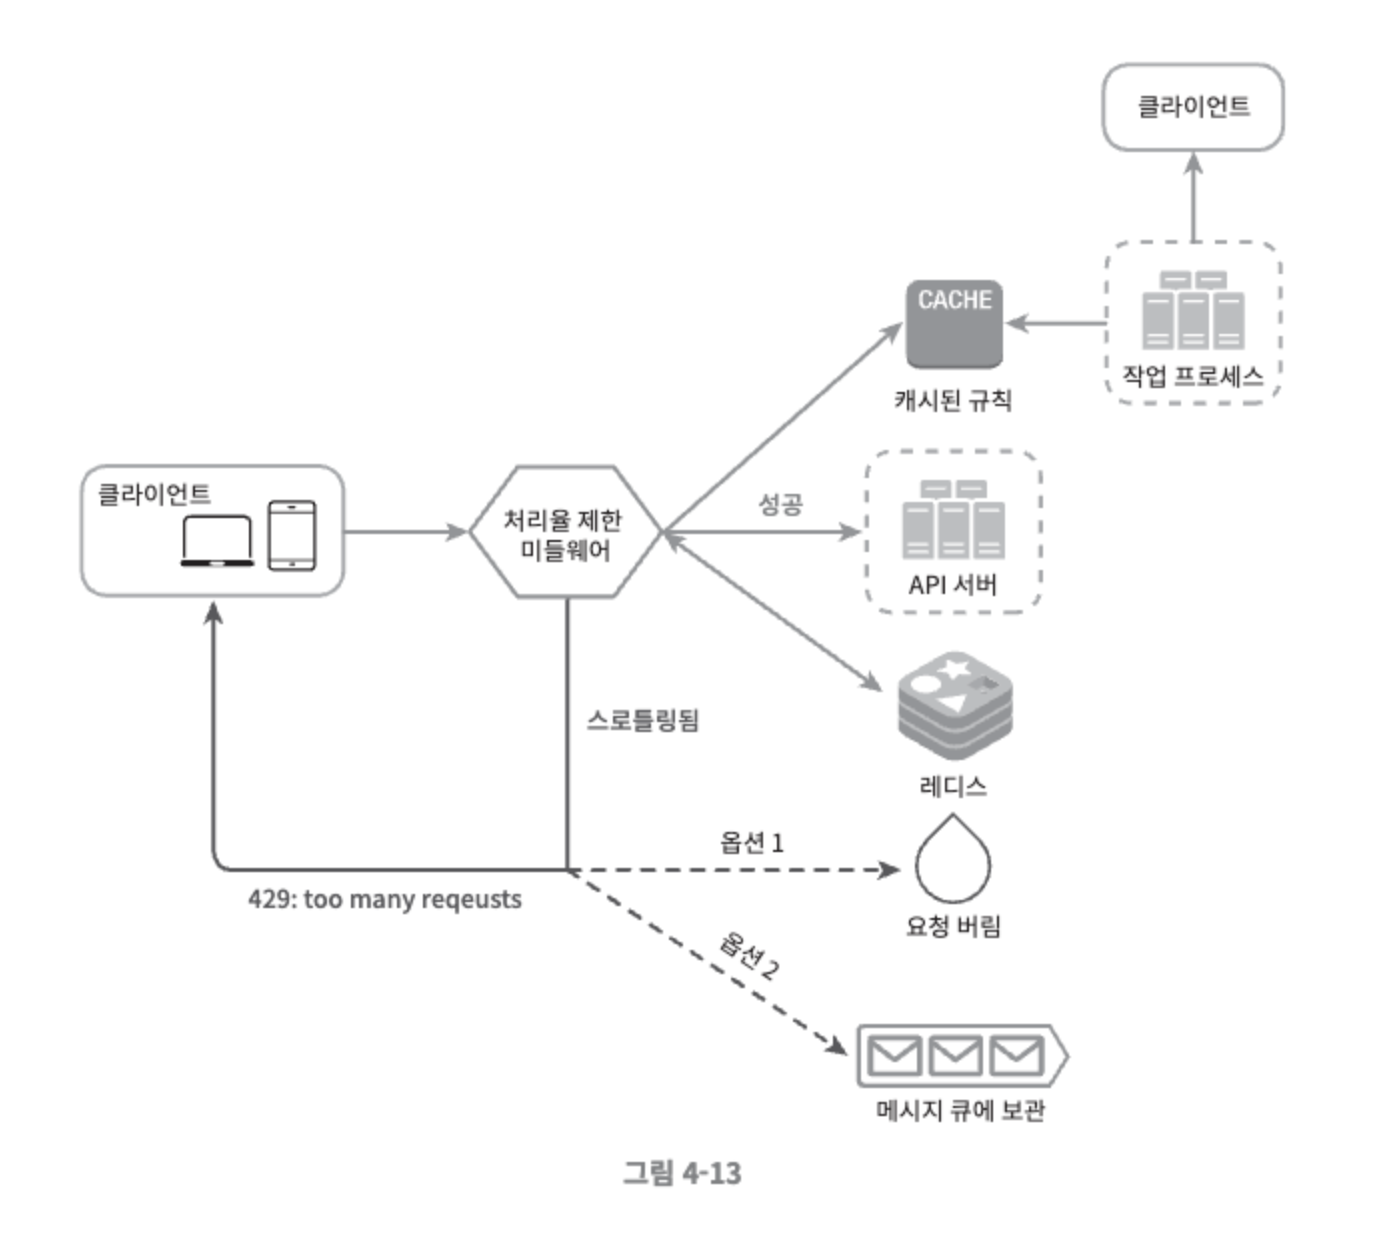 클라이언트
CACHE
캐시된 규칙
작업 프로세스
클라이언트
처리율 제한
미들웨어
성공
API 서버
스로틀링됨
레디스
옵션 1
요청 버림
429: too many reqeusts
옵션 2
메시지 큐에 보관
그림 4-13